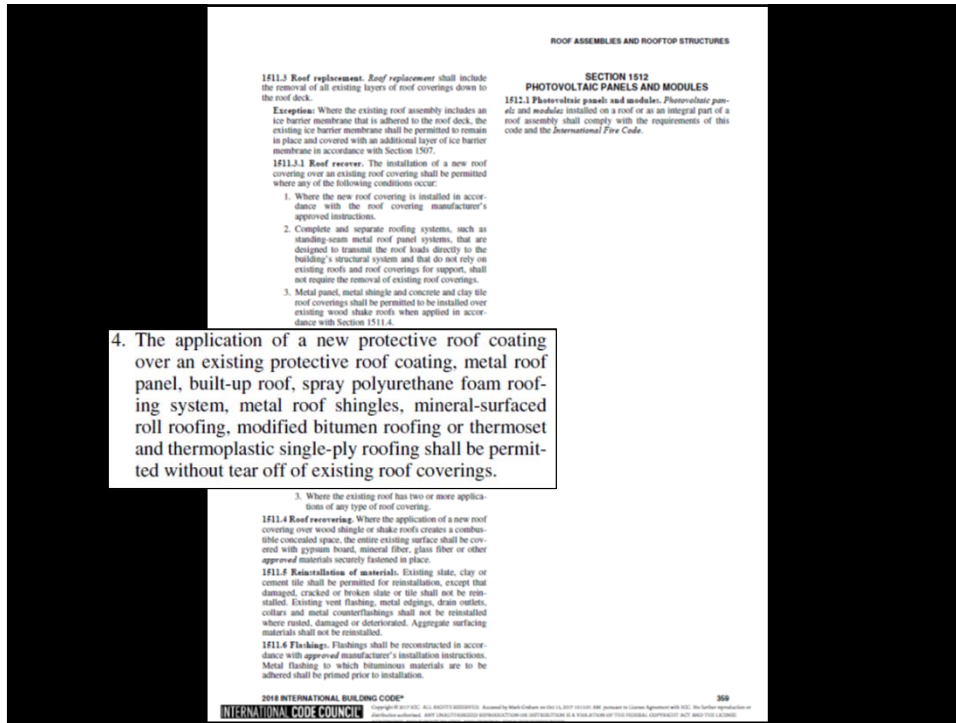 ROOF ASSEMBLIES AND ROOFTOP STRUCTURES
1511.3 Roof replacement. Roof replacement shall include
the removal of all existing layers of roof coverings down to
the roof deck.
Exception: Where the existing roof assembly includes an
ice barrier membrane that is adhered to the roof deck, the
existing ice barrier membrane shall be permitted to remain
in place and covered with an additional layer of ice barrier
membrane in accordance with Section 1507.
1511.3.1 Roof recover. The installation of a new roof
covering over an existing roof covering shall be permitted
where any of the following conditions occur:
1. Where the new roof covering is installed in accor-
dance with the roof covering manufacturer's
approved instructions.
2. Complete and separate roofing systems, such as
standing-seam metal roof panel systems, that are
designed to transmit the roof loads directly to the
building's structural system and that do not rely on
existing roofs and roof coverings for support, shall
not require the removal of existing roof coverings.
3. Metal panel, metal shingle and concrete and clay tile
roof coverings shall be permitted to be installed over
existing wood shake roofs when applied in accor-
dance with Section 1511.4.
4. The application of a new protective roof coating
over an existing protective roof coating, metal roof
panel, built-up roof, spray polyurethane foam roof-
ing system, metal roof shingles, mineral-surfaced
roll roofing, modified bitumen roofing or thermoset
and thermoplastic single-ply roofing shall be permit-
ted without tear off of existing roof coverings.
3. Where the existing roof has two or more applica-
tions of any type of roof covering.
1511.4 Roof recovering. Where the application of a new roof
covering over wood shingle or shake roofs creates a combus-
tible concealed space, the entire existing surface shall be cov-
ered with gypsum board, mineral fiber, glass fiber or other
approved materials securely fastened in place.
1511.5 Reinstallation of materials. Existing slate, clay or
cement tile shall be permitted for reinstallation, except that
damaged, cracked or broken slate or tile shall not be rein-
stalled. Existing vent flashing, metal edgings, drain outlets,
collars and metal counterflashings shall not be reinstalled
where rusted, damaged or deteriorated. Aggregate surfacing
materials shall not be reinstalled.
1511.6 Flashings. Flashings shall be reconstructed in accor-
dance with approved manufacturer's installation instructions.
Metal flashing to which bituminous materials are to be
adhered shall be primed prior to installation.
SECTION 1512
PHOTOVOLTAIC PANELS AND MODULES
1512.1 Photovoltaic panels and modules. Photovoltaic pan-
els and modules installed on a roof or as an integral part of a
roof assembly shall comply with the requirements of this
code and the International Fire Code.
2018 INTERNATIONAL BUILDING CODE®
359
INTERNATIONAL CODE COUNCIL®